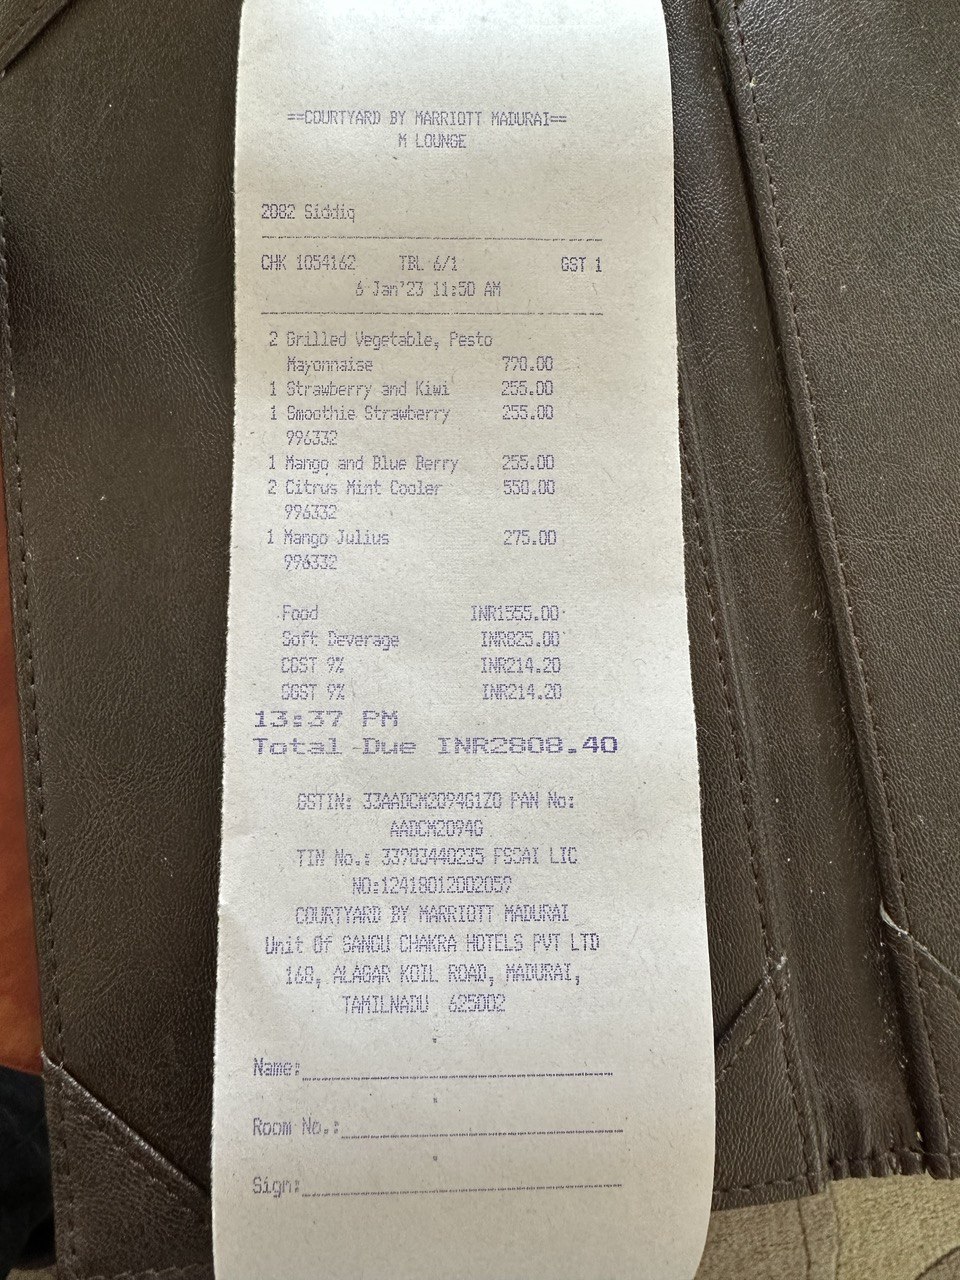 ==COURTYARD BY MARRIOTT MADURAI==
M LOUNGE
2082 Siddiq
CHK 1054162 TBL 6/1 GST 1
6 Jan'23 11:50 AM
2 Grilled Vegetable, Pesto
Mayonnaise 790.00
1 Strawberry and Kiwi 255.00
1 Smoothie Strawberry 255.00
996332
1 Mango and Blue Berry 255.00
2 Citrus Mint Cooler 550.00
996332
1 Mango Julius 275.00
996332
Food INR1555.00
Soft Beverage INR825.00
CGST 9% INR214.20
SGST 9% INR214.20
13:37 PM
Total Due INR2808.40
GSTIN: 33AADCM2094G1ZO PAN No:
AADCM2094G
TIN No.: 33903440235 FSSAI LIC
NO:12418012002059
COURTYARD BY MARRIOTT MADURAI
Unit Of SANGU CHAKRA HOTELS PVT LTD
168, ALAGAR KOIL ROAD, MADURAI,
TAMILNADU 625002
Name:
Room No.:
Sign: